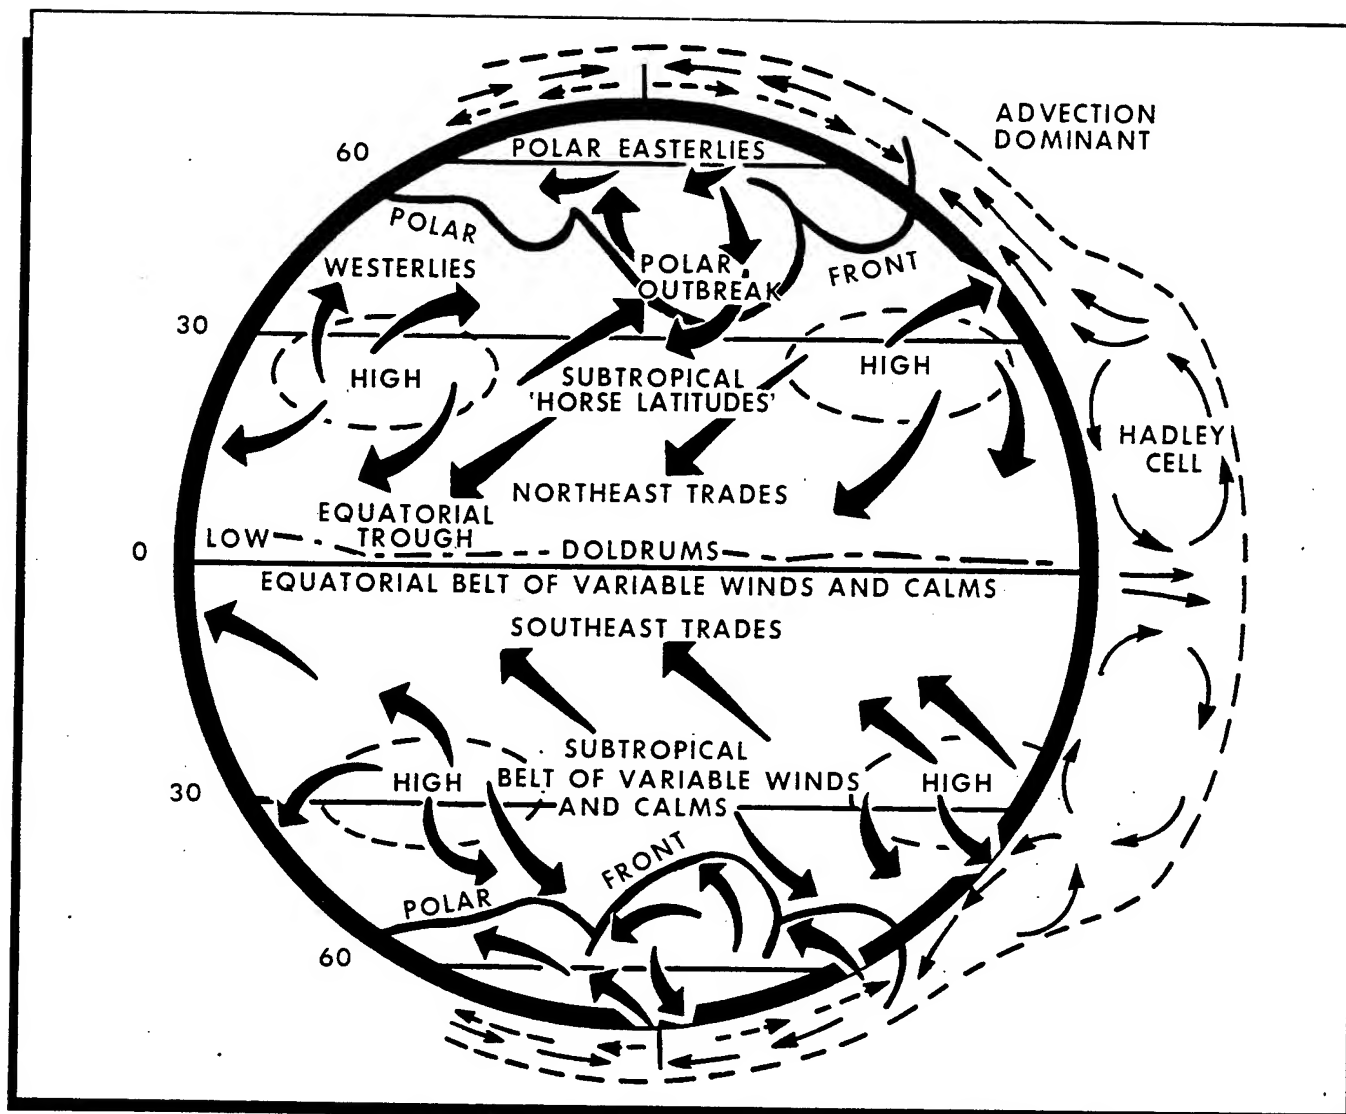 ADVECTION
DOMINANT
60
POLAR EASTERLIES
POLAR
WESTERLIES
POLAR
OUTBREAK
FRONT
30
HIGH
SUBTROPICAL
'HORSE LATITUDES'
HIGH
HADLEY
CELL
NORTHEAST TRADES
EQUATORIAL
TROUGH
LOW
DOLDRUMS
0
EQUATORIAL BELT OF VARIABLE WINDS AND CALMS
SOUTHEAST TRADES
SUBTROPICAL
BELT OF VARIABLE WINDS
AND CALMS
HIGH
HIGH
30
FRONT
POLAR
60